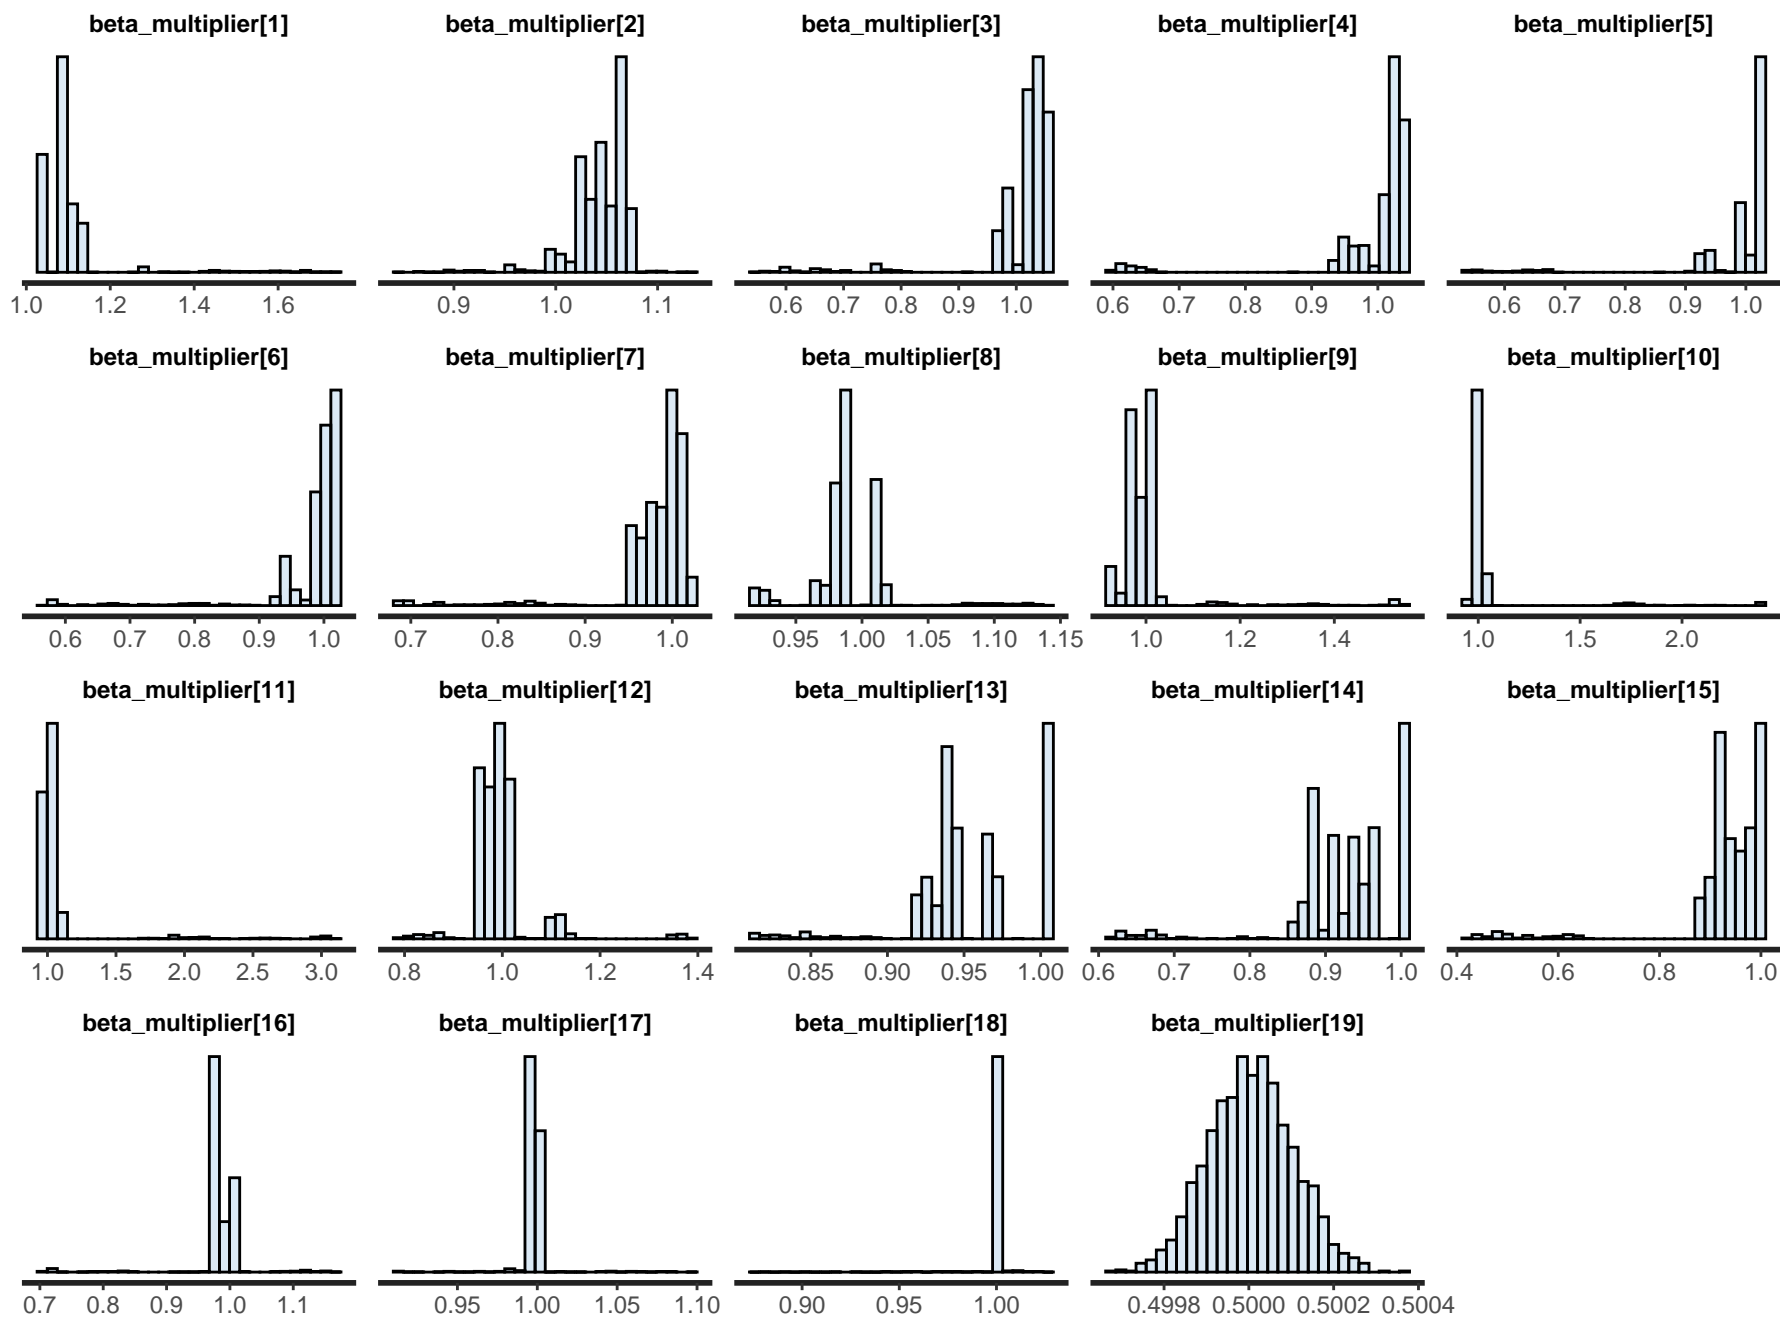 beta_multiplier[1] beta_multiplier[2] beta_multiplier[3] beta_multiplier[4] beta_multiplier[5]
1.0 1.2 1.4 1.6 0.9 1.0 1.1 0.6 0.7 0.8 0.9 1.0 0.6 0.7 0.8 0.9 1.0 0.6 0.7 0.8 0.9 1.0
beta_multiplier[6] beta_multiplier[7] beta_multiplier[8] beta_multiplier[9] beta_multiplier[10]
0.6 0.7 0.8 0.9 1.0 0.7 0.8 0.9 1.0 0.95 1.00 1.05 1.10 1.15 1.0 1.2 1.4 1.0 1.5 2.0
beta_multiplier[11] beta_multiplier[12] beta_multiplier[13] beta_multiplier[14] beta_multiplier[15]
1.0 1.5 2.0 2.5 3.0 0.8 1.0 1.2 1.4 0.85 0.90 0.95 1.00 0.6 0.7 0.8 0.9 1.0 0.4 0.6 0.8 1.0
beta_multiplier[16] beta_multiplier[17] beta_multiplier[18] beta_multiplier[19]
0.7 0.8 0.9 1.0 1.1 0.95 1.00 1.05 1.10 0.90 0.95 1.00 0.4998 0.5000 0.5002 0.5004